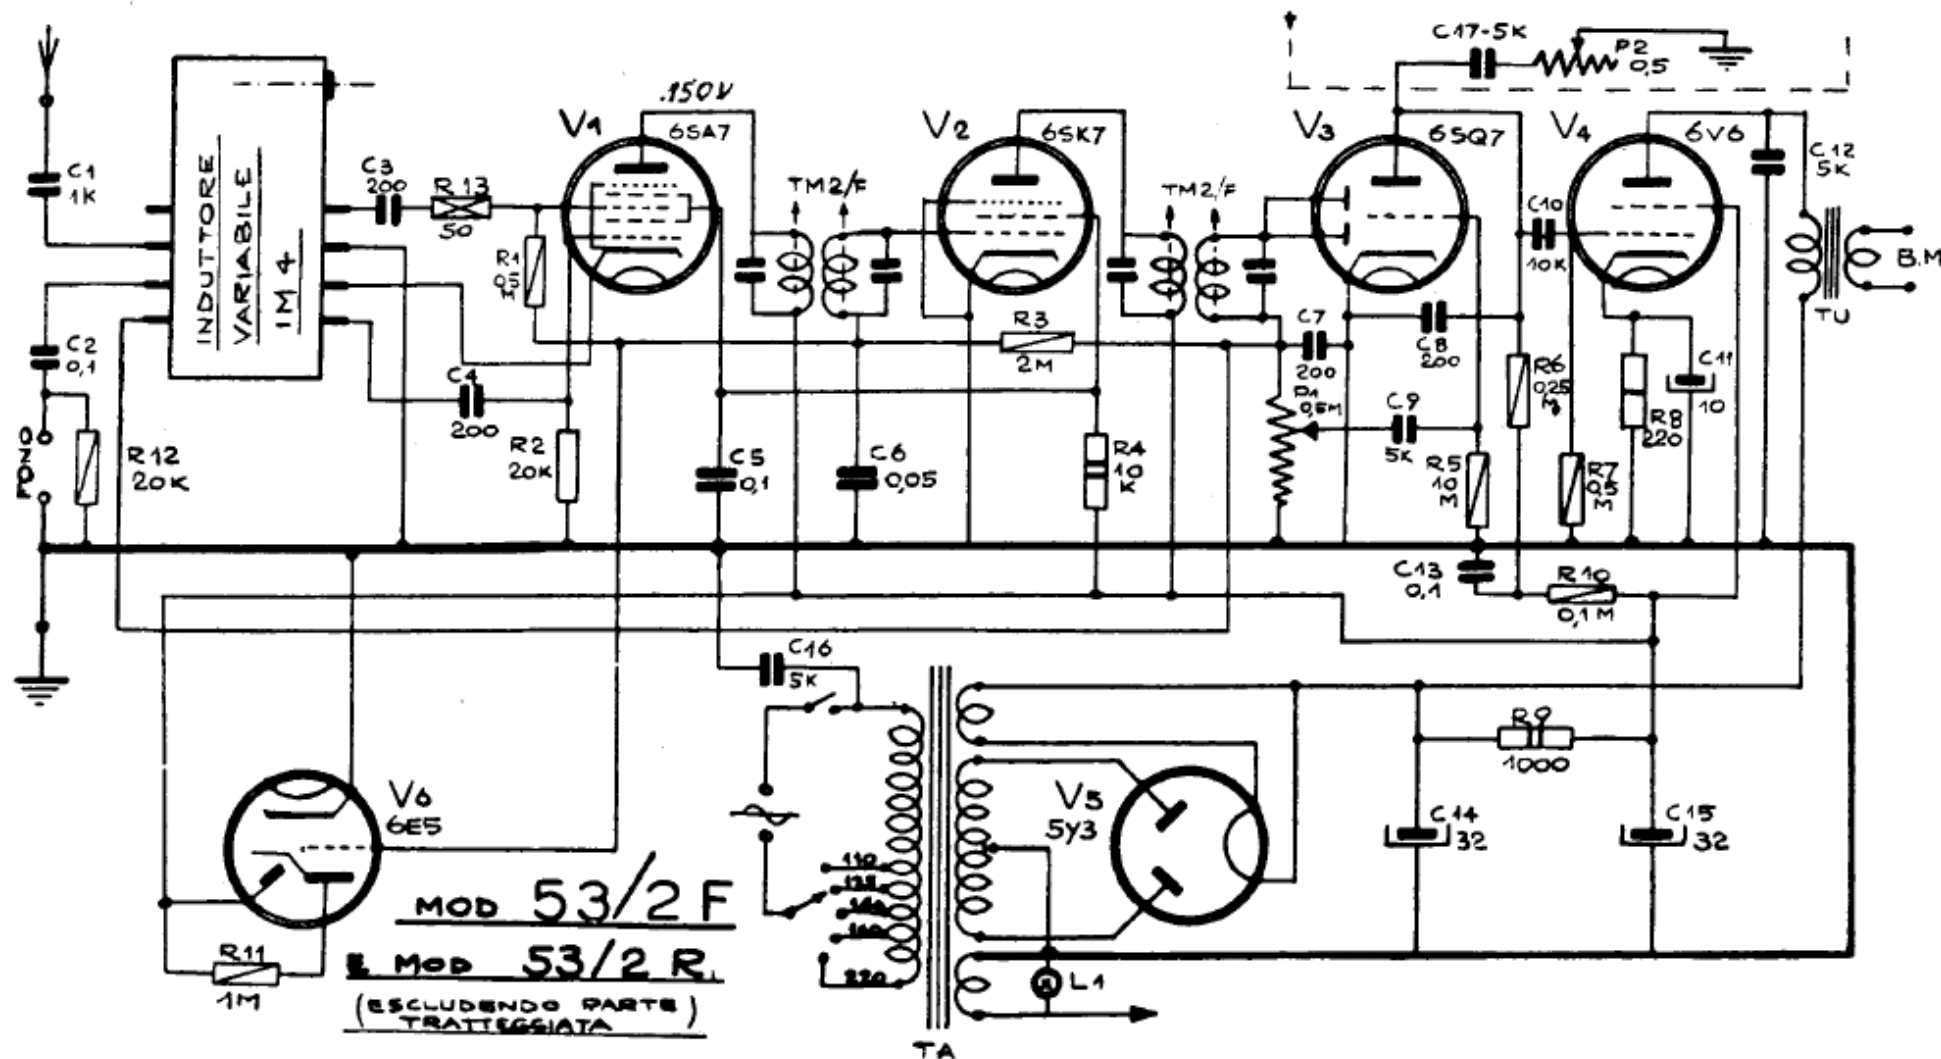 C17-5K
P2
0,5
.150V
V1
6SA7
V2
6SK7
V3
6SQ7
V4
6V6
C12
5K
C1
1K
INDUTTORE
VARIABILE
IM4
C3
200
R13
50
R1
0,5
M
TM2/F
TM2/F
C10
10K
B.M
TU
C2
0,1
C4
200
R3
2M
C7
200
C8
200
R6
0,25
M
C11
10
R8
220
P1
0,5M
C9
5K
FONO
R12
20K
R2
20K
C5
0,1
C6
0,05
R4
10
K
R5
10
M
R7
0,5
M
C13
0,1
R10
0,1M
C16
5K
R9
1000
V6
6E5
V5
5Y3
C14
32
C15
32
110
125
140
160
220
MOD 53/2 F
E MOD 53/2 R.
(ESCLUDENDO PARTE)
TRATTEGGIATA
R11
1M
L1
TA